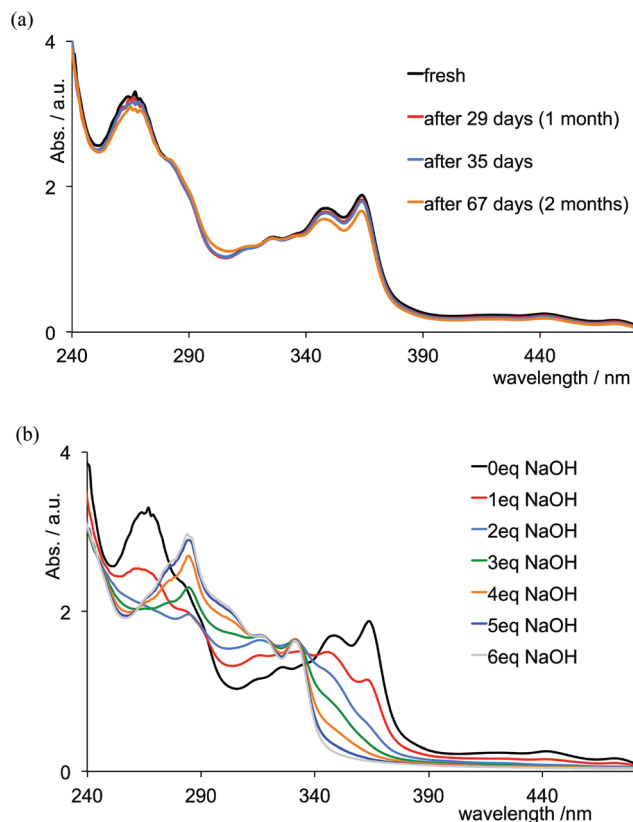 (a)
4
Abs. / a.u.
fresh
after 29 days (1 month)
after 35 days
after 67 days (2 months)
2
0
240
290
340
390
440
wavelength / nm
(b)
4
Abs. / a.u.
0eq NaOH
1eq NaOH
2eq NaOH
3eq NaOH
4eq NaOH
5eq NaOH
6eq NaOH
2
0
240
290
340
390
440
wavelength /nm